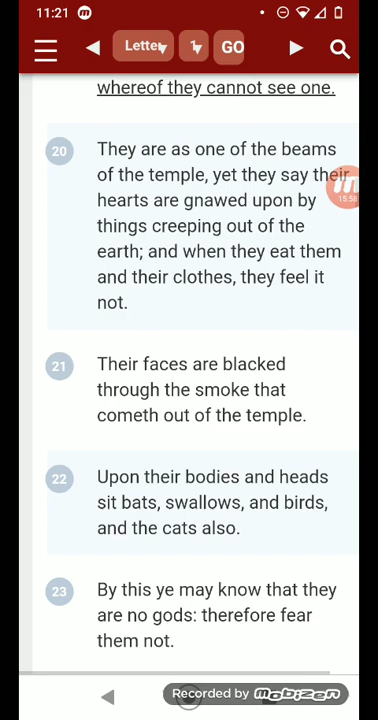 11:21
Letter 1 GO
whereof they cannot see one.
20 They are as one of the beams
of the temple, yet they say their
hearts are gnawed upon by
15:58
things creeping out of the
earth; and when they eat them
and their clothes, they feel it
not.
21 Their faces are blacked
through the smoke that
cometh out of the temple.
22 Upon their bodies and heads
sit bats, swallows, and birds,
and the cats also.
23 By this ye may know that they
are no gods: therefore fear
them not.
Recorded by mobizen